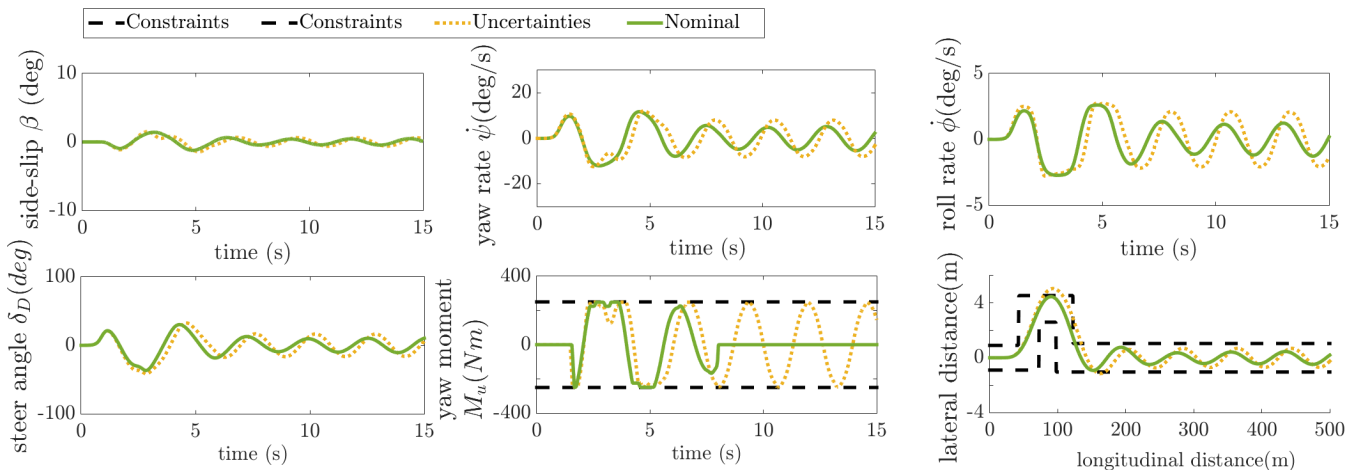 Constraints Constraints Uncertainties Nominal
side-slip β (deg)
10
0
-10
0 5 10 15
time (s)
yaw rate ψ̇(deg/s)
20
0
-20
0 5 10 15
time (s)
roll rate ϕ̇(deg/s)
5
0
-5
0 5 10 15
time (s)
steer angle δ_D(deg)
100
0
-100
0 5 10 15
time (s)
yaw moment
M_u(Nm)
400
0
-400
0 5 10 15
time (s)
lateral distance(m)
4
0
-4
0 100 200 300 400 500
longitudinal distance(m)